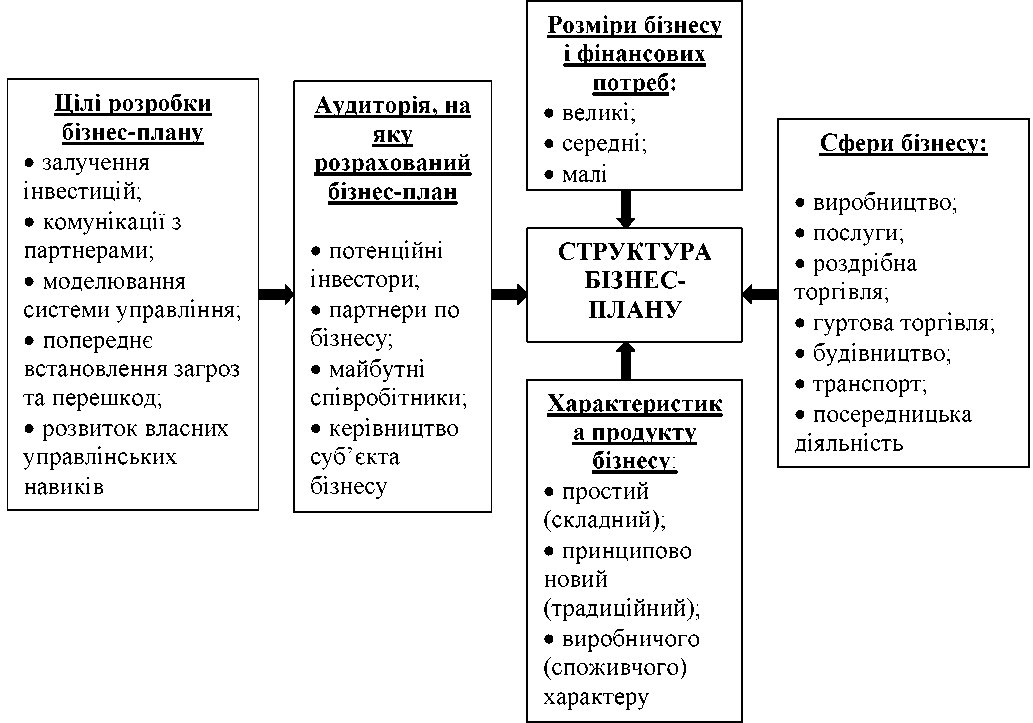 Цілі розробки
бізнес-плану
• залучення
інвестицій;
• комунікації з
партнерами;
• моделювання
системи управління;
• попереднє
встановлення загроз
та перешкод;
• розвиток власних
управлінських
навиків
Аудиторія, на
яку
розрахований
бізнес-план
• потенційні
інвестори;
• партнери по
бізнесу;
• майбутні
співробітники;
• керівництво
суб’єкта
бізнесу
Розміри бізнесу
і фінансових
потреб:
• великі;
• середні;
• малі
СТРУКТУРА
БІЗНЕС-
ПЛАНУ
Характеристик
а продукту
бізнесу:
• простий
(складний);
• принципово
новий
(традиційний);
• виробничого
(споживчого)
характеру
Сфери бізнесу:
• виробництво;
• послуги;
• роздрібна
торгівля;
• гуртова торгівля;
• будівництво;
• транспорт;
• посередницька
діяльність